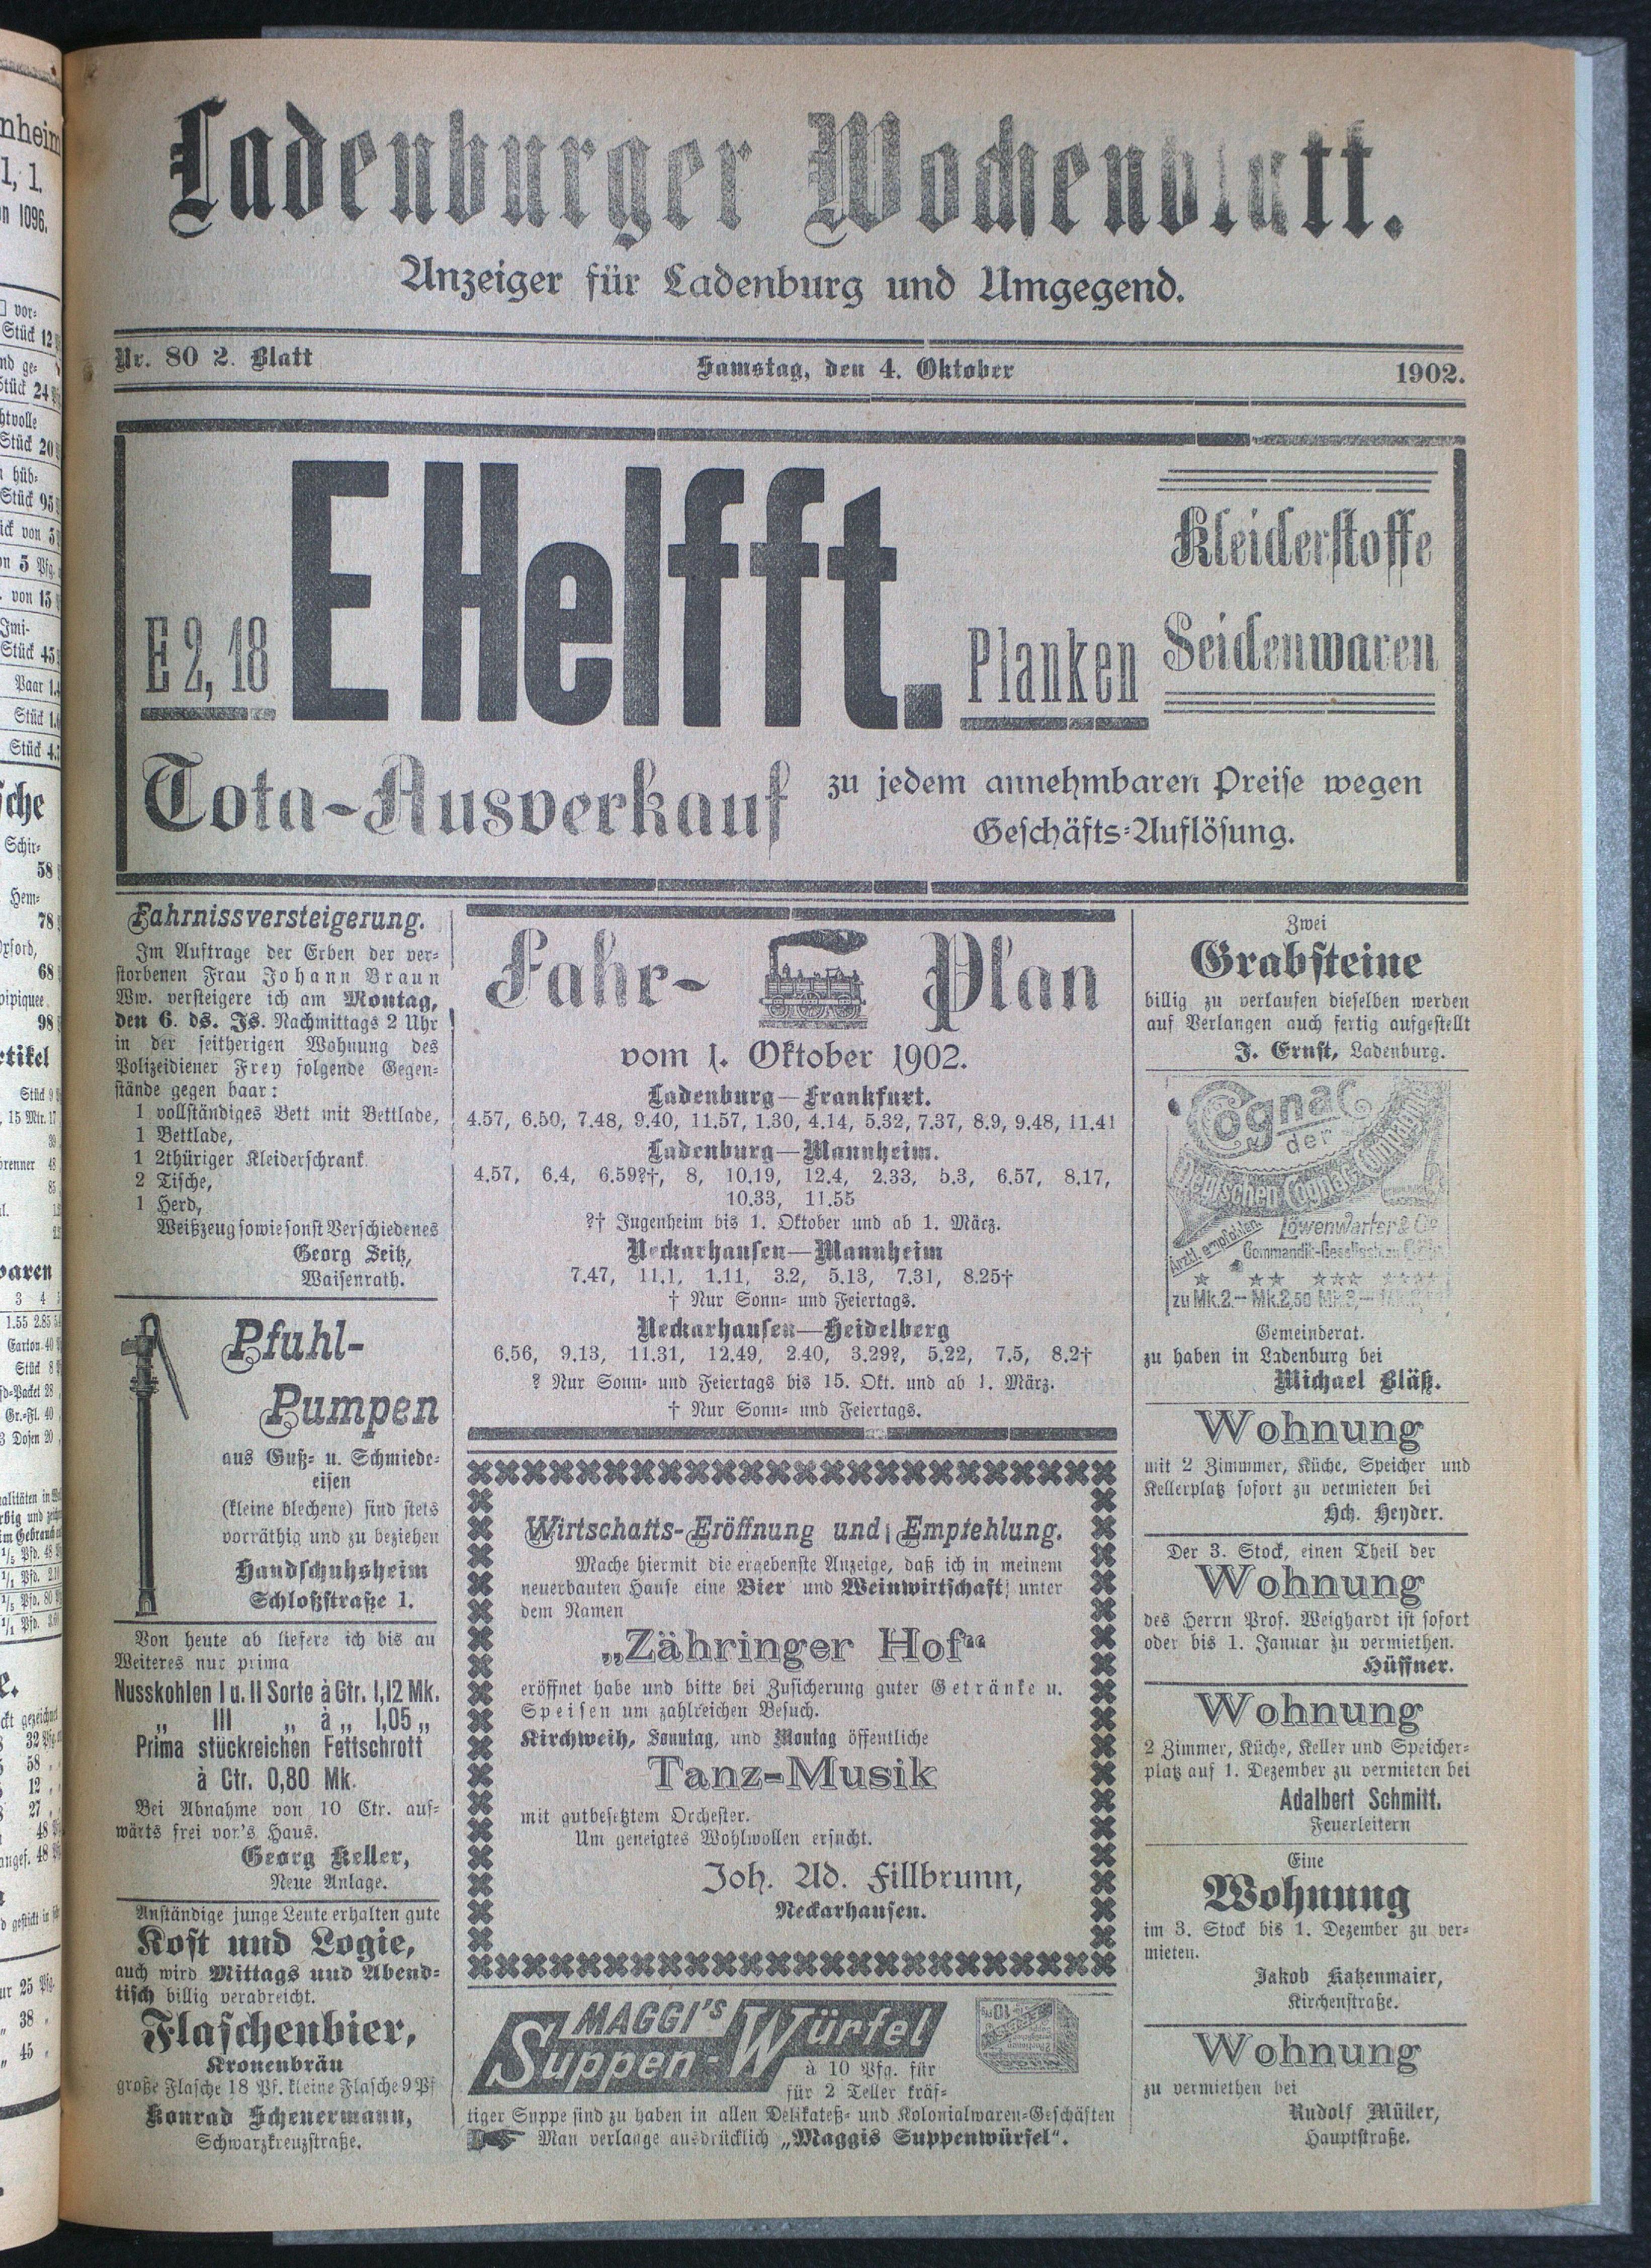 Ladenburger Wochenblatt.
Anzeiger für Ladenburg und Umgegend.
Nr. 80 2. Blatt Samstag, den 4. Oktober 1902.
E 2, 18 E Helfft. Planken
Kleiderstoffe
Seidenwaren
Tota-Ausverkauf zu jedem annehmbaren Preise wegen
Geschäfts-Auflösung.
Fahrnissversteigerung.
Im Auftrage der Erben der ver-
storbenen Frau Johann Braun
Ww. versteigere ich am Montag,
den 6. ds. Js. Nachmittags 2 Uhr
in der seitherigen Wohnung des
Polizeidiener Frey folgende Gegen-
stände gegen baar:
1 vollständiges Bett mit Bettlade,
1 Bettlade,
1 2thüriger Kleiderschrank
2 Tische,
1 Herd,
Weißzeug sowie sonst Verschiedenes
Georg Seitz,
Waisenrath.
Pfuhl-
Pumpen
aus Guß- u. Schmiede-
eisen
(kleine blechene) sind stets
vorräthig und zu beziehen
Handschuhsheim
Schloßstraße 1.
Von heute ab liefere ich bis au
Weiteres nur prima
Nusskohlen I u. II Sorte à Gtr. 1,12 Mk.
„ III „ à „ 1,05 „
Prima stückreichen Fettschrott
à Ctr. 0,80 Mk.
Bei Abnahme von 10 Ctr. auf-
wärts frei vor's Haus.
Georg Keller,
Neue Anlage.
Anständige junge Leute erhalten gute
Kost und Logie,
auch wird Mittags und Abend-
tisch billig verabreicht.
Flaschenbier,
Kronenbräu
große Flasche 18 Pf. kleine Flasche 9 Pf
Konrad Scheuermann,
Schwarzkreuzstraße.
Fahr- Plan
vom 1. Oktober 1902.
Ladenburg—Frankfurt.
4.57, 6.50, 7.48, 9.40, 11.57, 1.30, 4.14, 5.32, 7.37, 8.9, 9.48, 11.41
Ladenburg—Mannheim.
4.57, 6.4, 6.59?†, 8, 10.19, 12.4, 2.33, 5.3, 6.57, 8.17,
10.33, 11.55
?† Jugenheim bis 1. Oktober und ab 1. März.
Neckarhausen—Mannheim
7.47, 11.1, 1.11, 3.2, 5.13, 7.31, 8.25†
† Nur Sonn- und Feiertags.
Neckarhausen—Heidelberg
6.56, 9.13, 11.31, 12.49, 2.40, 3.29?, 5.22, 7.5, 8.2†
? Nur Sonn- und Feiertags bis 15. Okt. und ab 1. März.
† Nur Sonn- und Feiertags.
Wirtschafts-Eröffnung und Empfehlung.
Mache hiermit die ergebenste Anzeige, daß ich in meinem
neuerbauten Hause eine Bier und Weinwirtschaft unter
dem Namen
„Zähringer Hof“
eröffnet habe und bitte bei Zusicherung guter Getränke u.
Speisen um zahlreichen Besuch.
Kirchweih, Sonntag, und Montag öffentliche
Tanz-Musik
mit gutbesetztem Orchester.
Um geneigtes Wohlwollen ersucht.
Joh. Ad. Fillbrunn,
Neckarhausen.
MAGGI'S
Suppen-Würfel
à 10 Pfg. für
für 2 Teller kräf-
tiger Suppe sind zu haben in allen Delikateß- und Kolonialwaren-Geschäften
Man verlange ausdrücklich „Maggis Suppenwürfel“.
Zwei
Grabsteine
billig zu verkaufen dieselben werden
auf Verlangen auch fertig aufgestellt
J. Ernst, Ladenburg.
Cognac
der
Deutschen Cognac Compagnie
Löwenwarter & Cie
Commandit-Gesellsch. zu Cöln
Ärztl. empfohlen.
★ ★★ ★★★ ★★★★
zu Mk. 2.— Mk. 2,50 Mk. 3,—
Gemeinderat.
zu haben in Ladenburg bei
Michael Bläß.
Wohnung
mit 2 Zimmmer, Küche, Speicher und
Kellerplatz sofort zu vermieten bei
Hch. Heyder.
Der 3. Stock, einen Theil der
Wohnung
des Herrn Prof. Weighardt ist sofort
oder bis 1. Januar zu vermiethen.
Hüffner.
Wohnung
2 Zimmer, Küche, Keller und Speicher-
platz auf 1. Dezember zu vermieten bei
Adalbert Schmitt.
Feuerleitern
Eine
Wohnung
im 3. Stock bis 1. Dezember zu ver-
mieten.
Jakob Katzenmaier,
Kirchenstraße.
Wohnung
zu vermiethen bei
Rudolf Müller,
Hauptstraße.